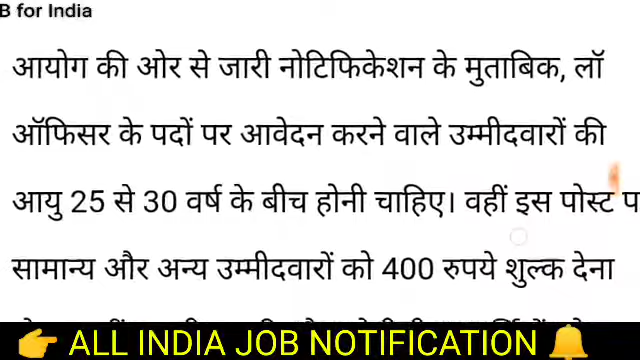 B for India
आयोग की ओर से जारी नोटिफिकेशन के मुताबिक, लॉ
ऑफिसर के पदों पर आवेदन करने वाले उम्मीदवारों की
आयु 25 से 30 वर्ष के बीच होनी चाहिए। वहीं इस पोस्ट प
सामान्य और अन्य उम्मीदवारों को 400 रुपये शुल्क देना
👉 ALL INDIA JOB NOTIFICATION 🔔